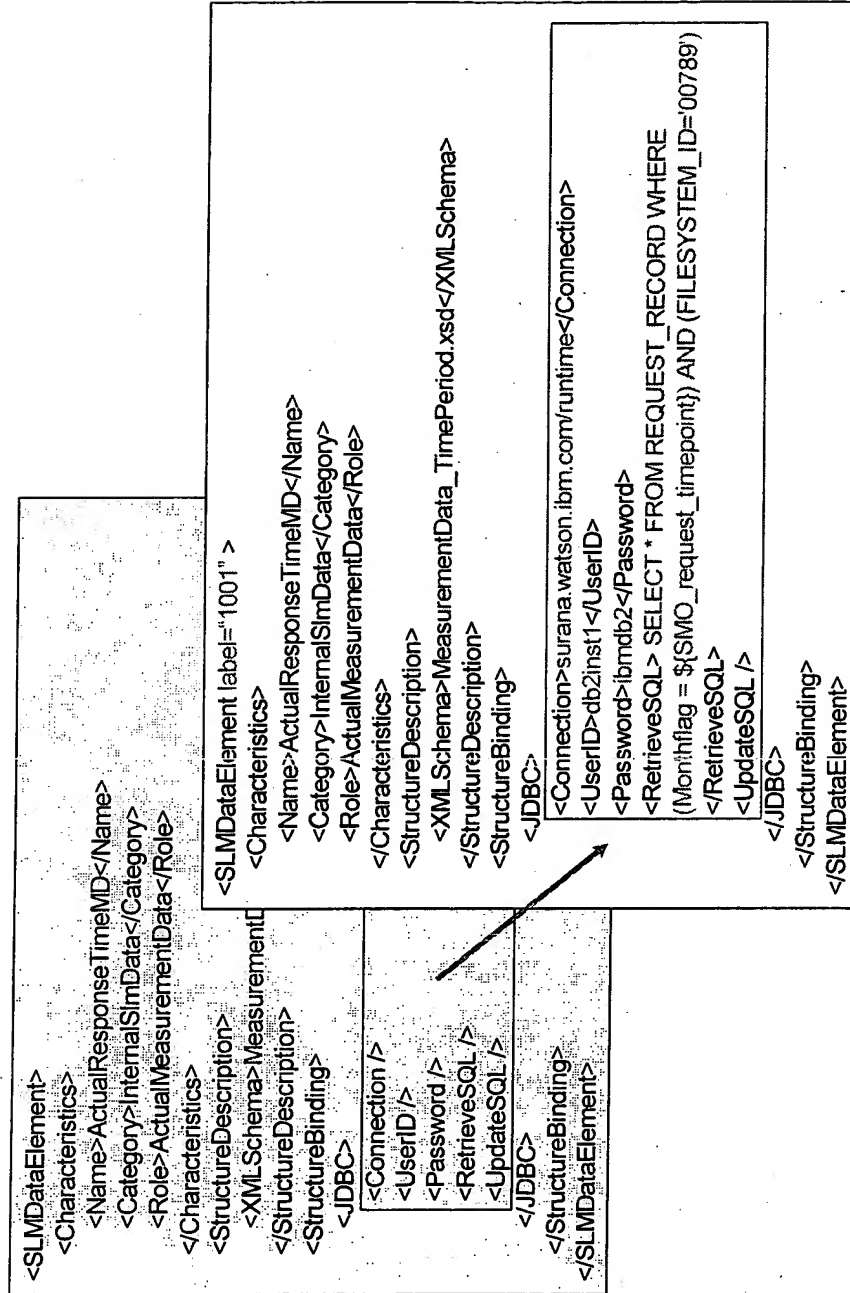 <SLMDataElement>
<Characteristics>
<Name>ActualResponseTimeMD</Name>
<Category>InternalSlmData</Category>
<Role>ActualMeasurementData</Role>
</Characteristics>
<StructureDescription>
<XMLSchema>MeasurementD
</StructureDescription>
<StructureBinding>
<JDBC>
<Connection />
<UserID />
<Password />
<RetrieveSQL />
<UpdateSQL />
</JDBC>
</StructureBinding>
</SLMDataElement>
<SLMDataElement label="1001" >
<Characteristics>
<Name>ActualResponseTimeMD</Name>
<Category>InternalSlmData</Category>
<Role>ActualMeasurementData</Role>
</Characteristics>
<StructureDescription>
<XMLSchema>MeasurementData_TimePeriod.xsd</XMLSchema>
</StructureDescription>
<StructureBinding>
<JDBC>
<Connection>surana.watson.ibm.com/runtime</Connection>
<UserID>db2inst1</UserID>
<Password>ibmdb2</Password>
<RetrieveSQL> SELECT * FROM REQUEST_RECORD WHERE
(Monthflag = ${SMO_request_timepoint}) AND (FILESYSTEM_ID='00789')
</RetrieveSQL>
<UpdateSQL />
</JDBC>
</StructureBinding>
</SLMDataElement>